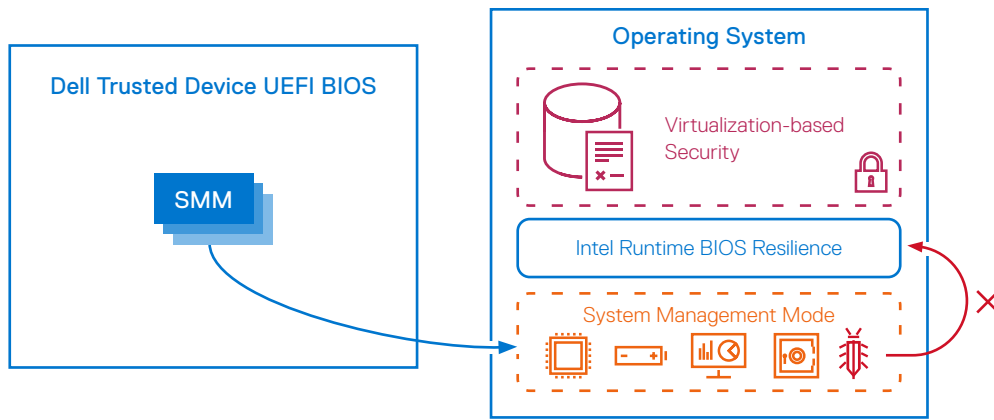 Dell Trusted Device UEFI BIOS
SMM
Operating System
Virtualization-based
Security
Intel Runtime BIOS Resilience
System Management Mode